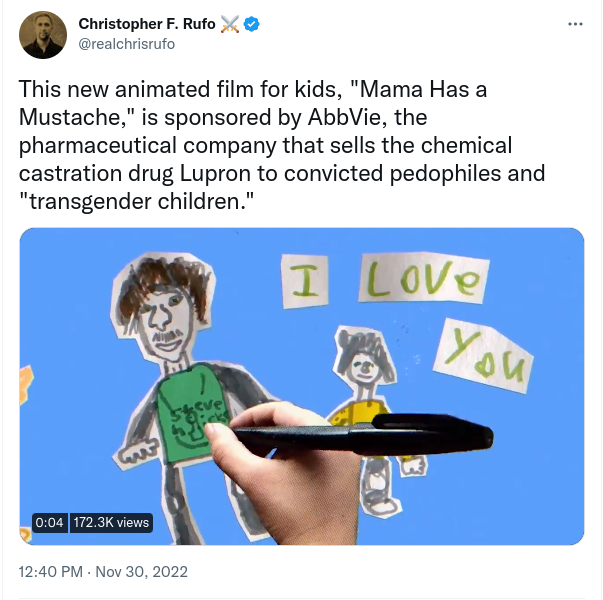 Christopher F. Rufo ⚔️
@realchrisrufo
This new animated film for kids, "Mama Has a
Mustache," is sponsored by AbbVie, the
pharmaceutical company that sells the chemical
castration drug Lupron to convicted pedophiles and
"transgender children."
I LOVe
You
0:04 172.3K views
12:40 PM · Nov 30, 2022